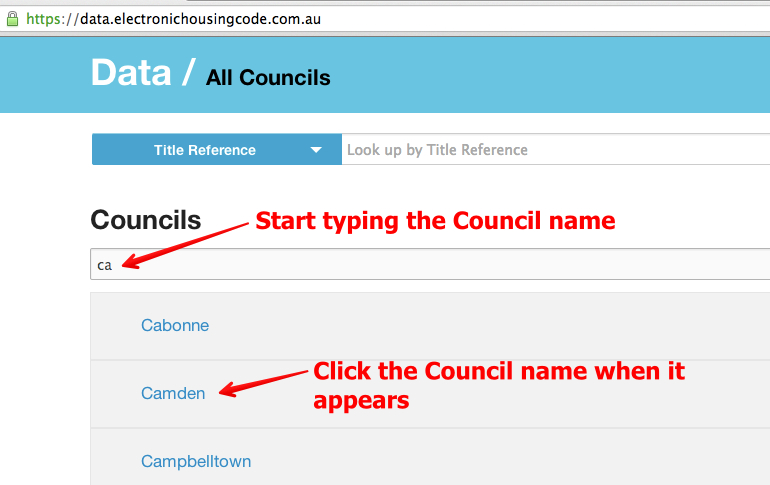 https://data.electronichousingcode.com.au
Data / All Councils
Title Reference Look up by Title Reference
Councils
Start typing the Council name
ca
Cabonne
Click the Council name when it
appears
Camden
Campbelltown